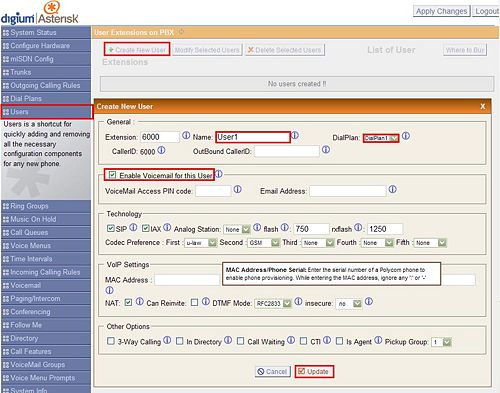 digium Asterisk
Apply Changes Logout
System Status
Configure Hardware
mISDN Config
Trunks
Outgoing Calling Rules
Dial Plans
Users
Users is a shortcut for quickly adding and removing all the necessary configuration components for any new phone.
Ring Groups
Music On Hold
Call Queues
Voice Menus
Time Intervals
Incoming Calling Rules
Voicemail
Paging/Intercom
Conferencing
Follow Me
Directory
Call Features
VoiceMail Groups
Voice Menu Prompts
System Info
User Extensions on PBX
Create New User Modify Selected Users Delete Selected Users List of User Extensions Where to Buy
No users created !!
Create New User X
General :
Extension: 6000 Name: User1 DialPlan: DialPlan1
CallerID: 6000 OutBound CallerID:
Enable Voicemail for this User
VoiceMail Access PIN code: Email Address:
Technology
SIP IAX Analog Station: None flash : 750 rxflash : 1250
Codec Preference : First : u-law Second : GSM Third : None Fourth : None Fifth : None
VoIP Settings
MAC Address :
MAC Address/Phone Serial: Enter the serial number of a Polycom phone to enable phone provisioning. While entering the MAC address, ignore any ':' or '-'
NAT: Can Reinvite: DTMF Mode: RFC2833 insecure: no
Other Options
3-Way Calling In Directory Call Waiting CTI Is Agent Pickup Group: 1
Cancel Update